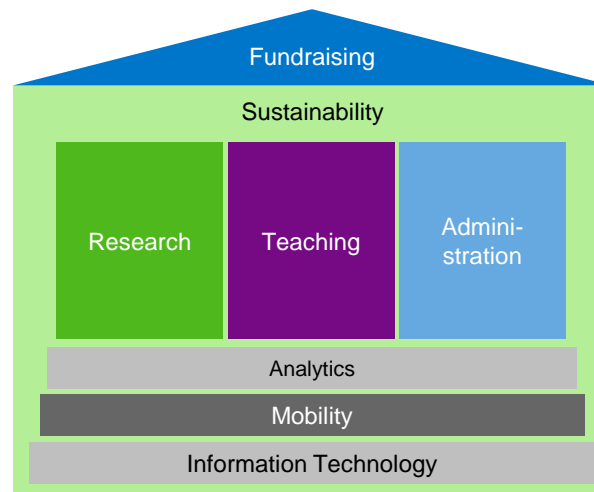 Fundraising
Sustainability
Research
Teaching
Admini-
stration
Analytics
Mobility
Information Technology